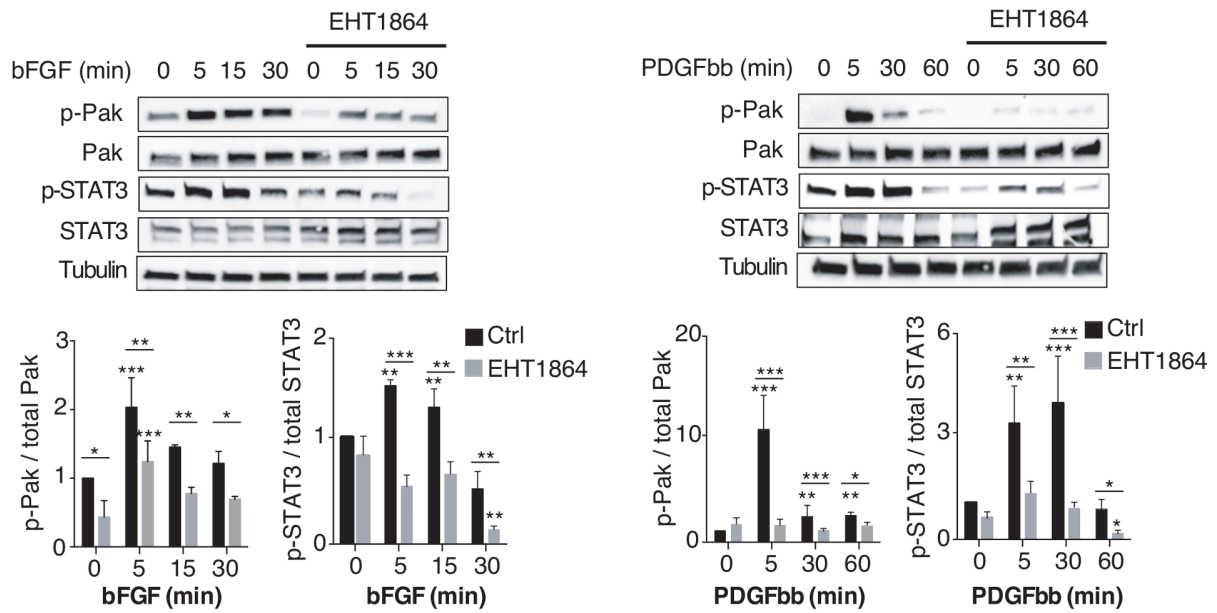 EHT1864
bFGF (min) 0 5 15 30 0 5 15 30
p-Pak
Pak
p-STAT3
STAT3
Tubulin
EHT1864
PDGFbb (min) 0 5 30 60 0 5 30 60
p-Pak
Pak
p-STAT3
STAT3
Tubulin
p-Pak / total Pak
3
2
1
0
*
**
***
***
**
*
0 5 15 30
bFGF (min)
p-STAT3 / total STAT3
2
1
0
***
**
**
**
**
**
0 5 15 30
bFGF (min)
Ctrl
EHT1864
p-Pak / total Pak
20
10
0
***
***
***
**
*
**
0 5 30 60
PDGFbb (min)
p-STAT3 / total STAT3
6
3
0
**
**
***
***
*
*
0 5 30 60
PDGFbb (min)
Ctrl
EHT1864